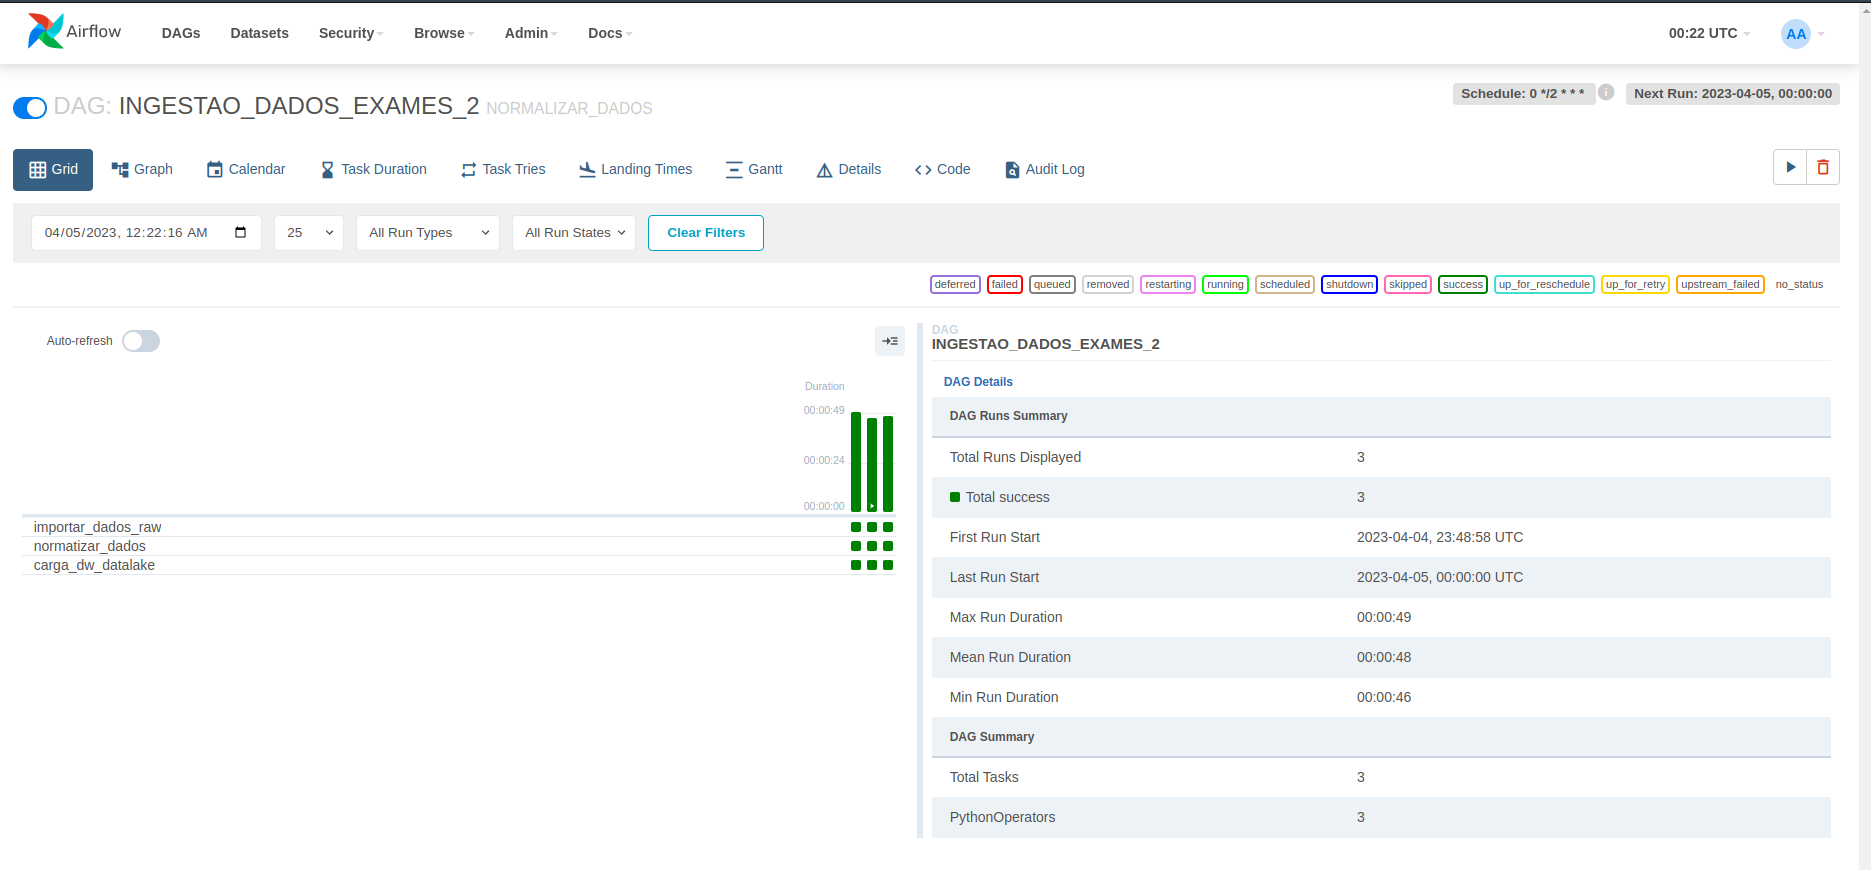 Airflow DAGs Datasets Security Browse Admin Docs 00:22 UTC AA
Schedule: 0 */2 * * * i Next Run: 2023-04-05, 00:00:00
DAG: INGESTAO_DADOS_EXAMES_2 NORMALIZAR_DADOS
Grid Graph Calendar Task Duration Task Tries Landing Times Gantt Details Code Audit Log
04/05/2023, 12:22:16 AM 25 All Run Types All Run States Clear Filters
deferred failed queued removed restarting running scheduled shutdown skipped success up_for_reschedule up_for_retry upstream_failed no_status
Auto-refresh
Duration
00:00:49
00:00:24
00:00:00
importar_dados_raw
normatizar_dados
carga_dw_datalake
DAG
INGESTAO_DADOS_EXAMES_2
DAG Details
DAG Runs Summary
Total Runs Displayed 3
Total success 3
First Run Start 2023-04-04, 23:48:58 UTC
Last Run Start 2023-04-05, 00:00:00 UTC
Max Run Duration 00:00:49
Mean Run Duration 00:00:48
Min Run Duration 00:00:46
DAG Summary
Total Tasks 3
PythonOperators 3